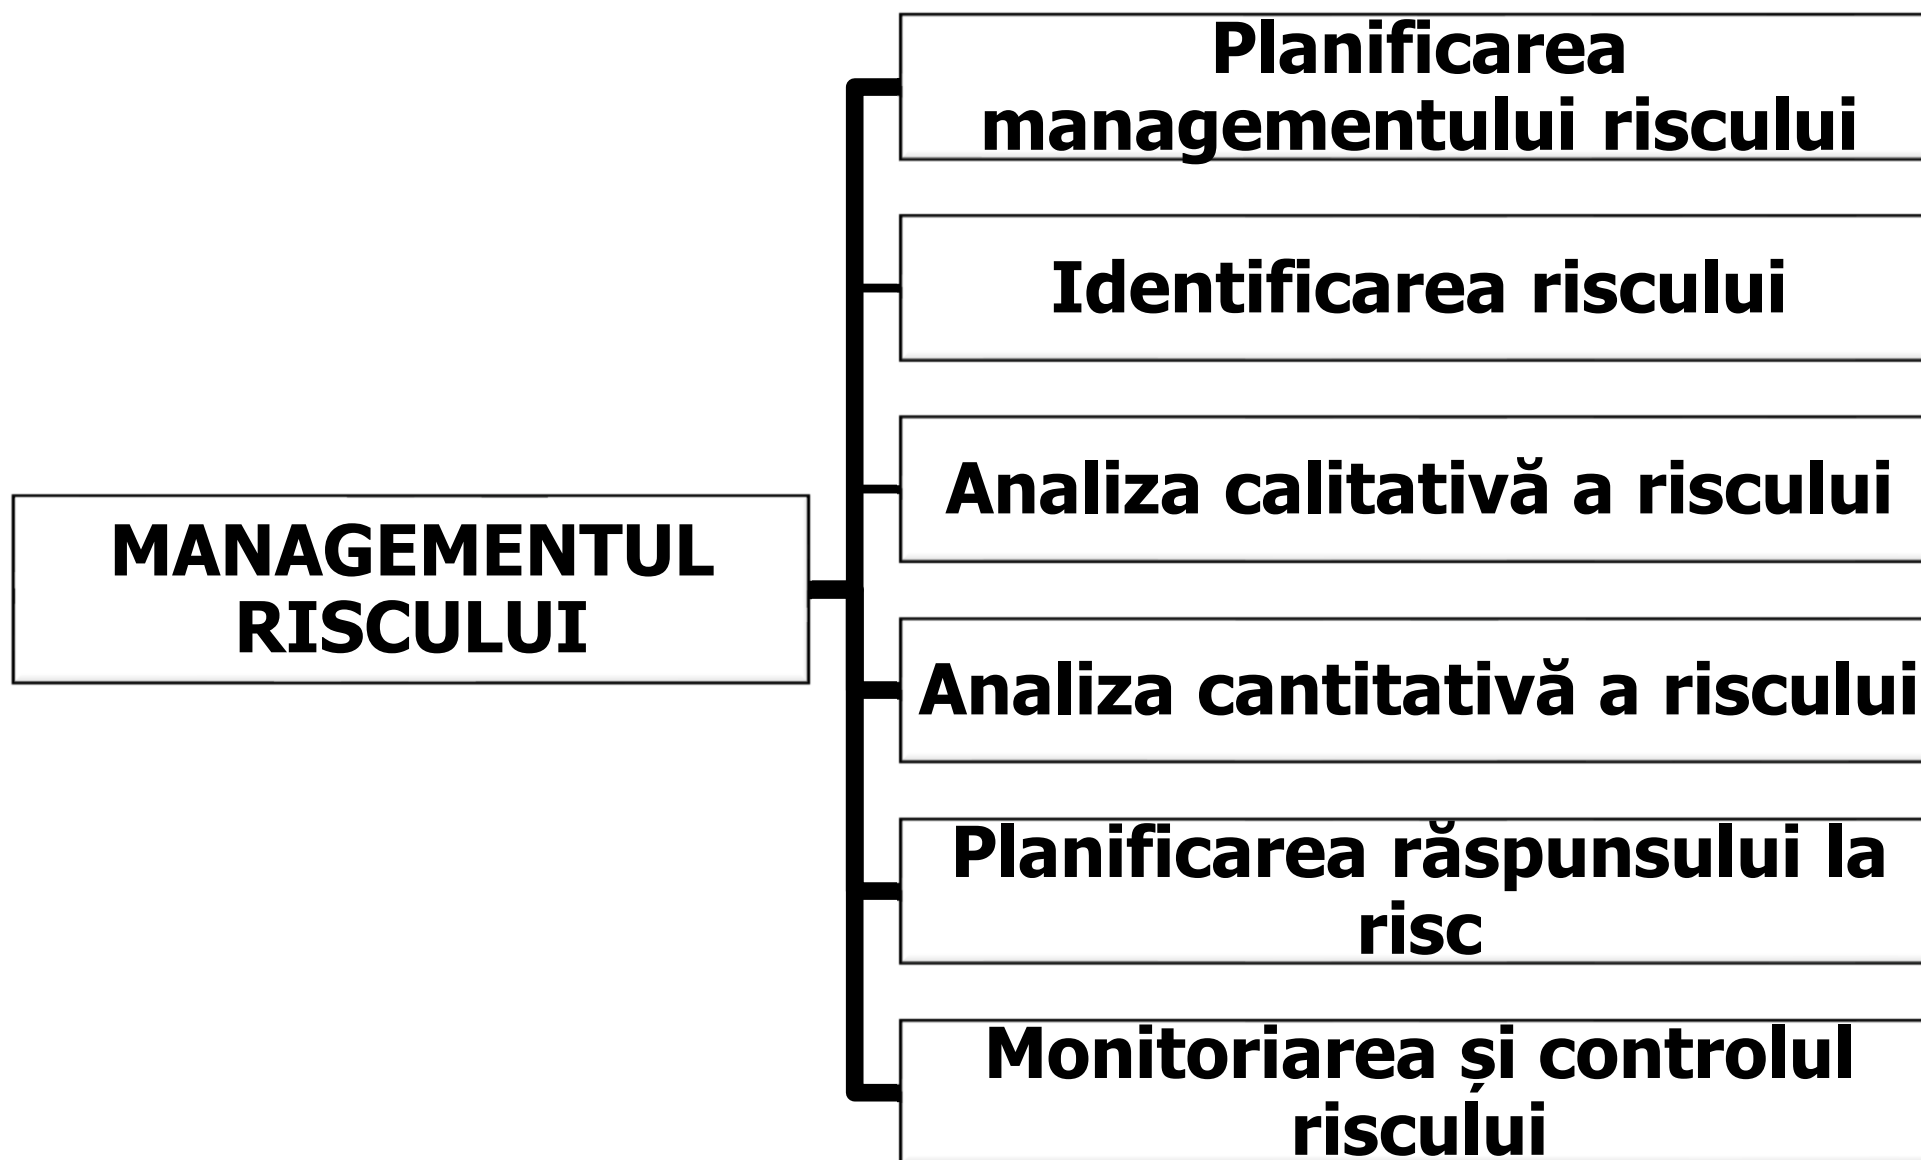 MANAGEMENTUL
RISCULUI
Planificarea
managementului riscului
Identificarea riscului
Analiza calitativă a riscului
Analiza cantitativă a riscului
Planificarea răspunsului la
risc
Monitoriarea și controlul
riscului